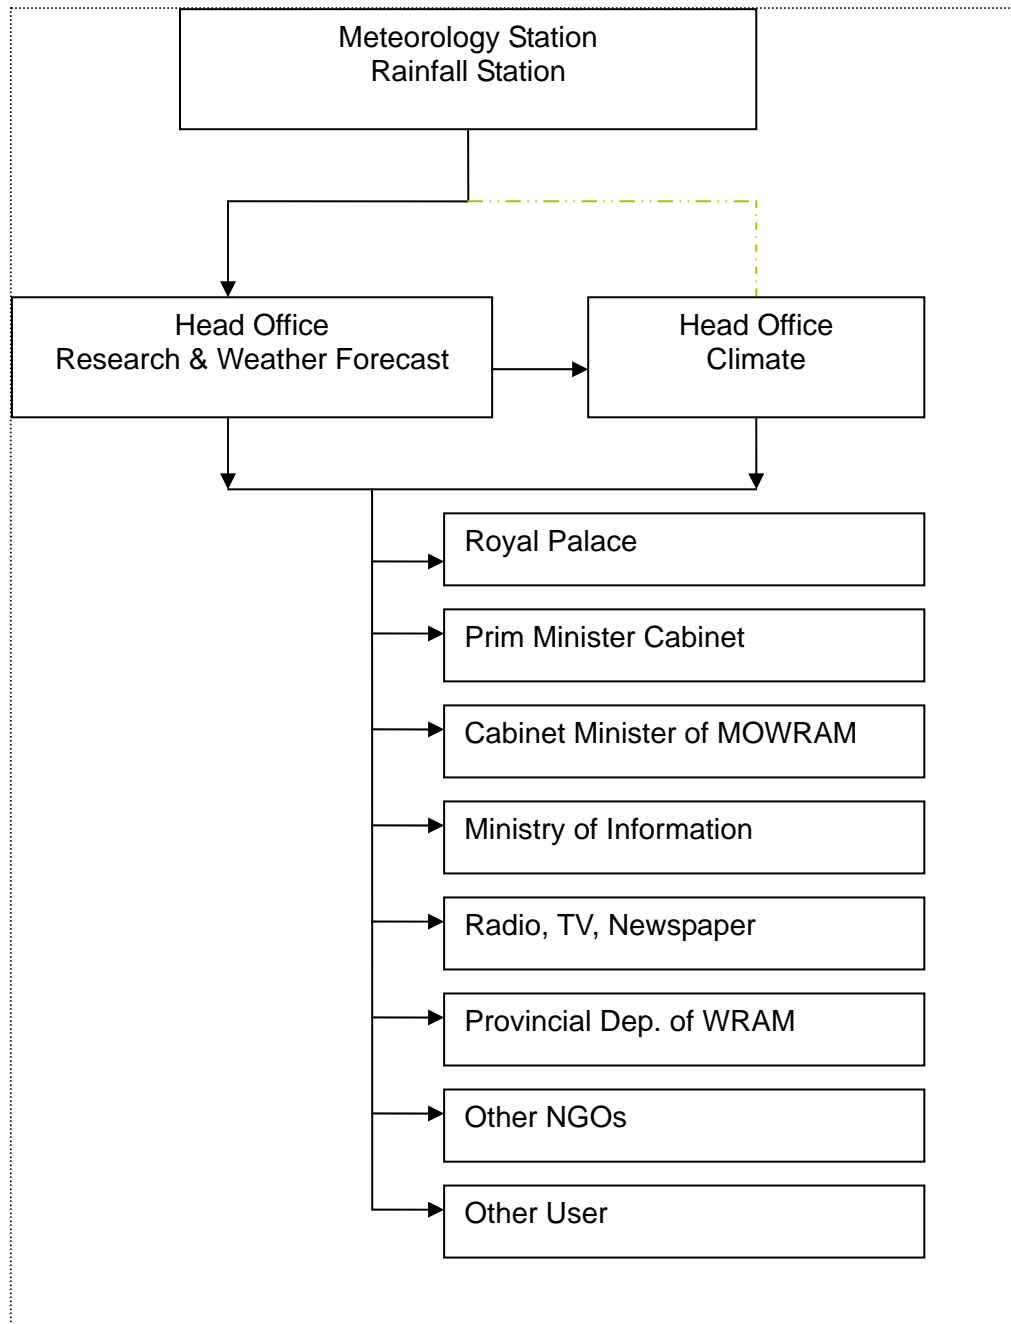 Meteorology Station
Rainfall Station
Head Office
Research & Weather Forecast
Head Office
Climate
Royal Palace
Prim Minister Cabinet
Cabinet Minister of MOWRAM
Ministry of Information
Radio, TV, Newspaper
Provincial Dep. of WRAM
Other NGOs
Other User